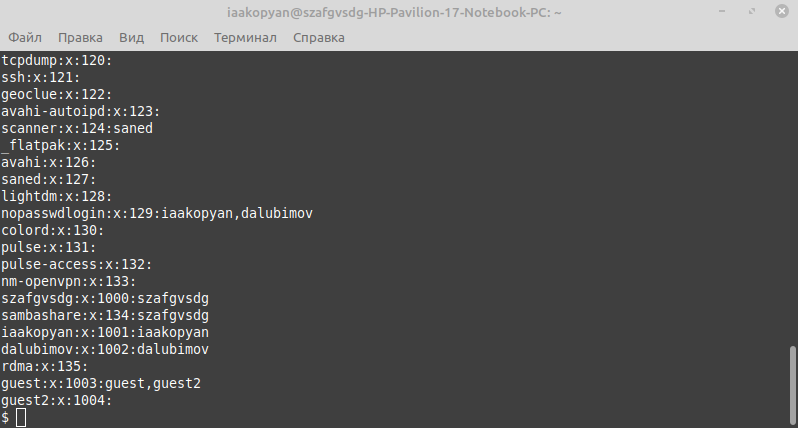 iaakopyan@szafgvsdg-HP-Pavilion-17-Notebook-PC: ~
Файл Правка Вид Поиск Терминал Справка
tcpdump:x:120:
ssh:x:121:
geoclue:x:122:
avahi-autoipd:x:123:
scanner:x:124:saned
_flatpak:x:125:
avahi:x:126:
saned:x:127:
lightdm:x:128:
nopasswdlogin:x:129:iaakopyan,dalubimov
colord:x:130:
pulse:x:131:
pulse-access:x:132:
nm-openvpn:x:133:
szafgvsdg:x:1000:szafgvsdg
sambashare:x:134:szafgvsdg
iaakopyan:x:1001:iaakopyan
dalubimov:x:1002:dalubimov
rdma:x:135:
guest:x:1003:guest,guest2
guest2:x:1004:
$